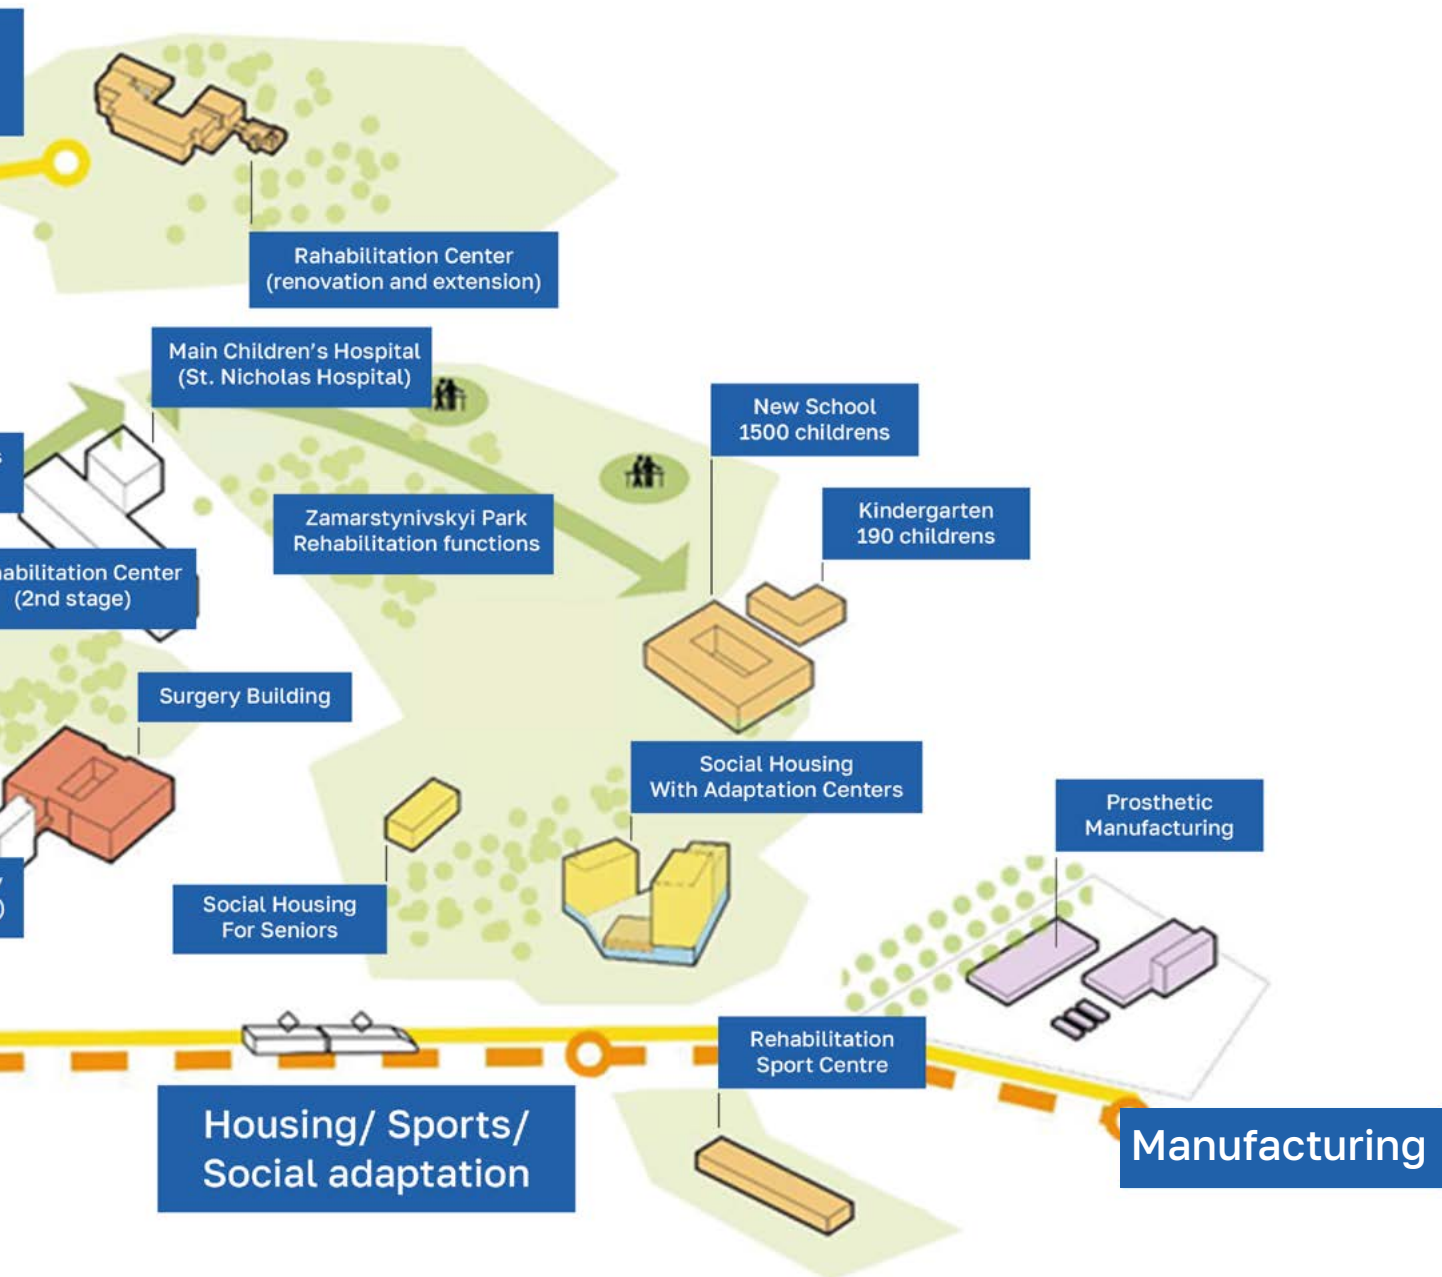 Rahabilitation Center
(renovation and extension)
Main Children's Hospital
(St. Nicholas Hospital)
New School
1500 childrens
Kindergarten
190 childrens
Zamarstynivskyi Park
Rehabilitation functions
abilitation Center
(2nd stage)
Surgery Building
Social Housing
With Adaptation Centers
Prosthetic
Manufacturing
Social Housing
For Seniors
Rehabilitation
Sport Centre
Housing/ Sports/
Social adaptation
Manufacturing